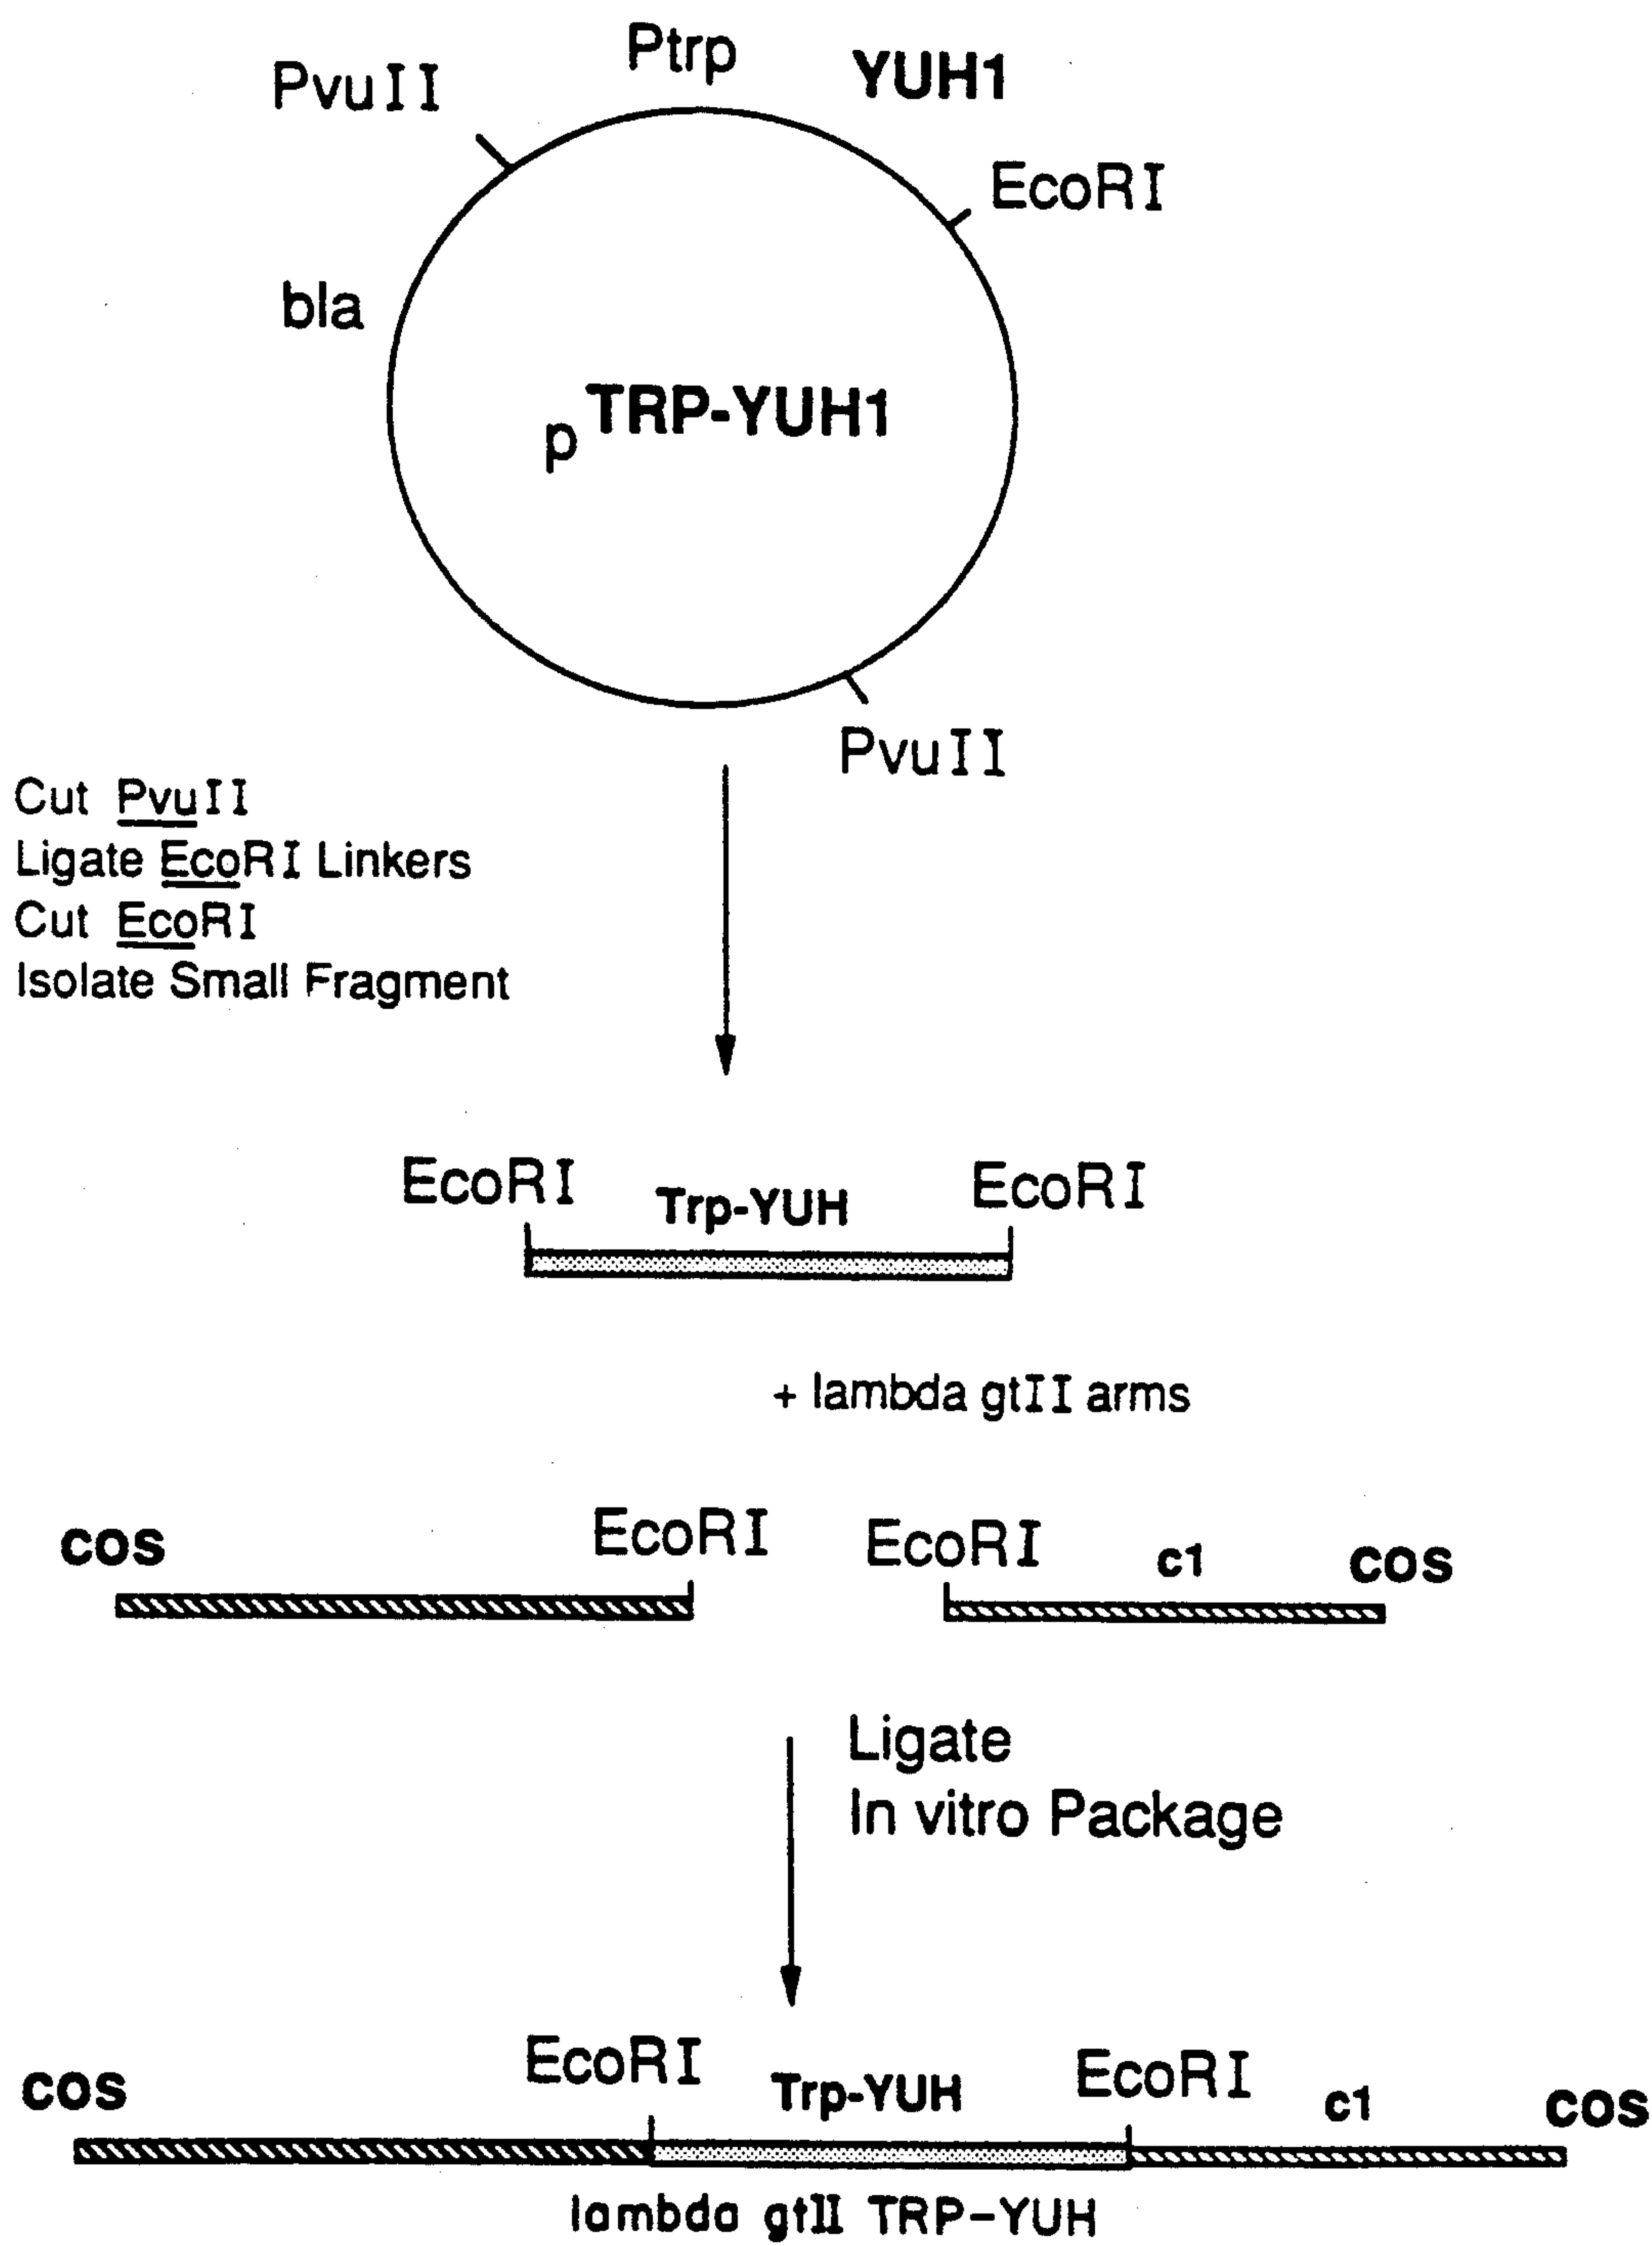 Ptrp
YUH1
PvuII
EcoRI
bla
pTRP-YUH1
PvuII
Cut PvuII
Ligate EcoRI Linkers
Cut EcoRI
Isolate Small Fragment
EcoRI Trp-YUH EcoRI
+ lambda gtII arms
cos EcoRI EcoRI c1 cos
Ligate
In vitro Package
cos EcoRI Trp-YUH EcoRI c1 cos
lambda gtII TRP-YUH